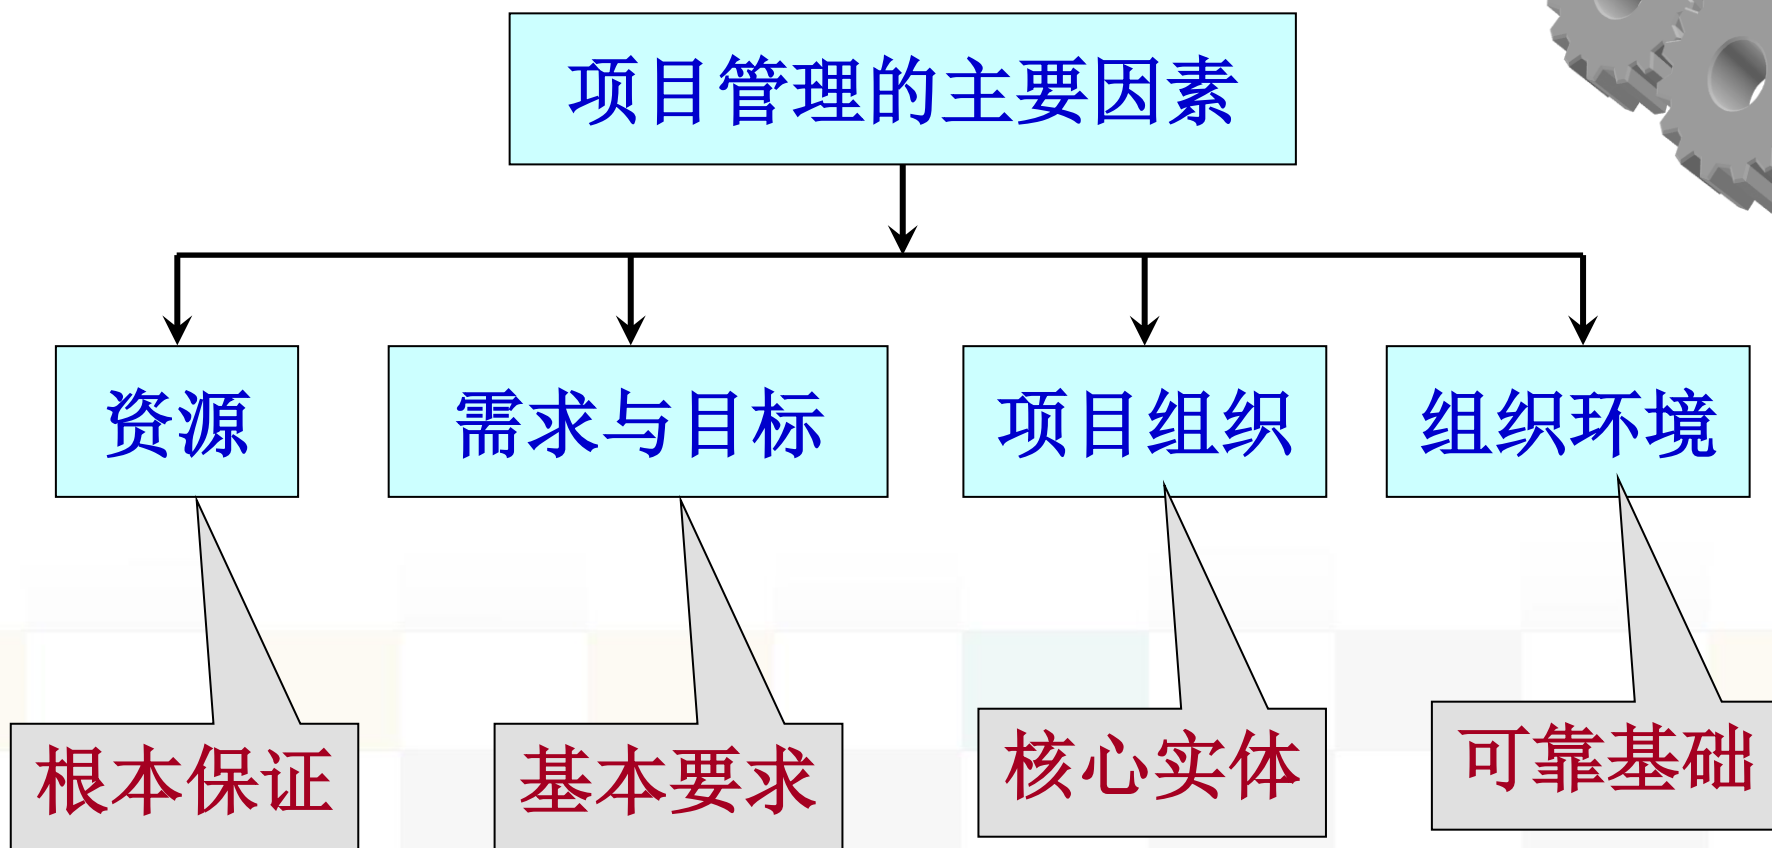 项目管理的主要因素
资源
需求与目标
项目组织
组织环境
根本保证
基本要求
核心实体
可靠基础